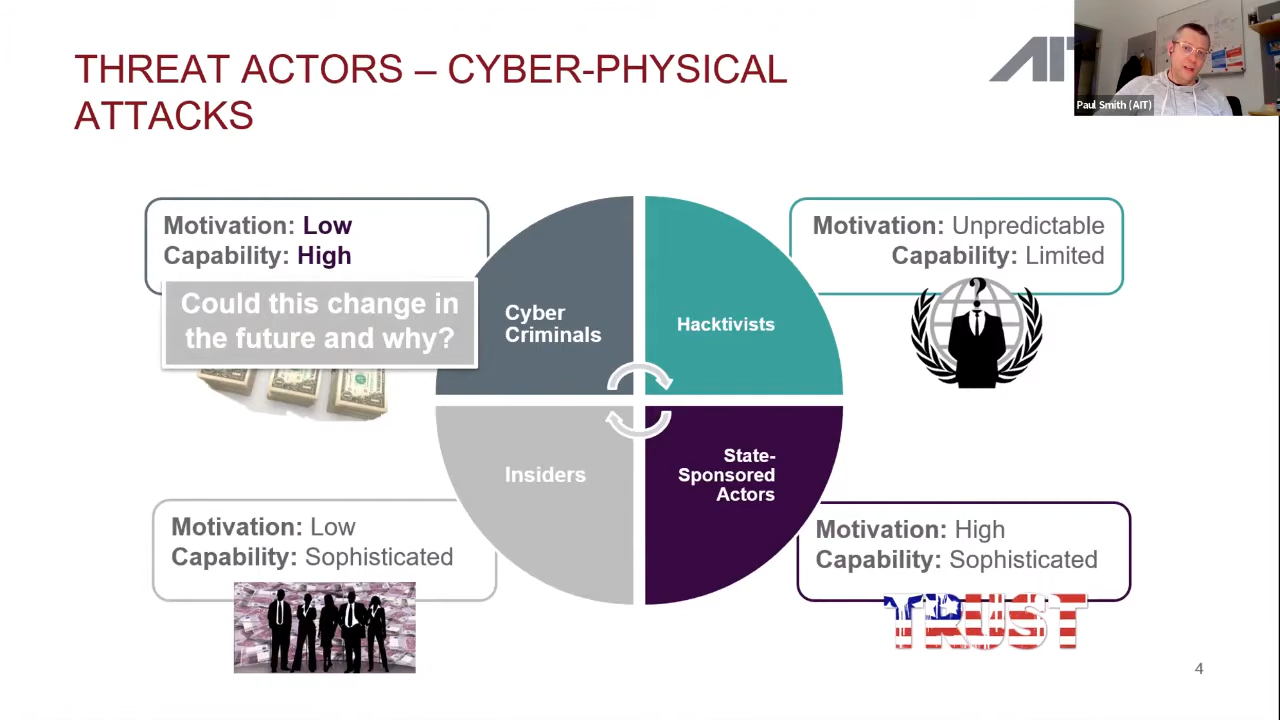 THREAT ACTORS – CYBER-PHYSICAL
ATTACKS
Paul Smith (AIT)
Motivation: Low
Capability: High
Could this change in
the future and why?
Cyber
Criminals
Hacktivists
Motivation: Unpredictable
Capability: Limited
?
Insiders
State-
Sponsored
Actors
Motivation: Low
Capability: Sophisticated
Motivation: High
Capability: Sophisticated
TRUST
4